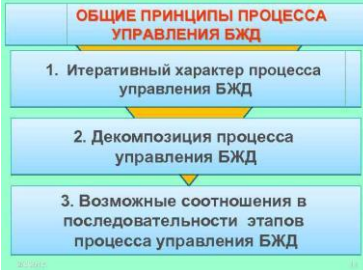 ОБЩИЕ ПРИНЦИПЫ ПРОЦЕССА
УПРАВЛЕНИЯ БЖД
1. Итеративный характер процесса
управления БЖД
2. Декомпозиция процесса
управления БЖД
3. Возможные соотношения в
последовательности этапов
процесса управления БЖД